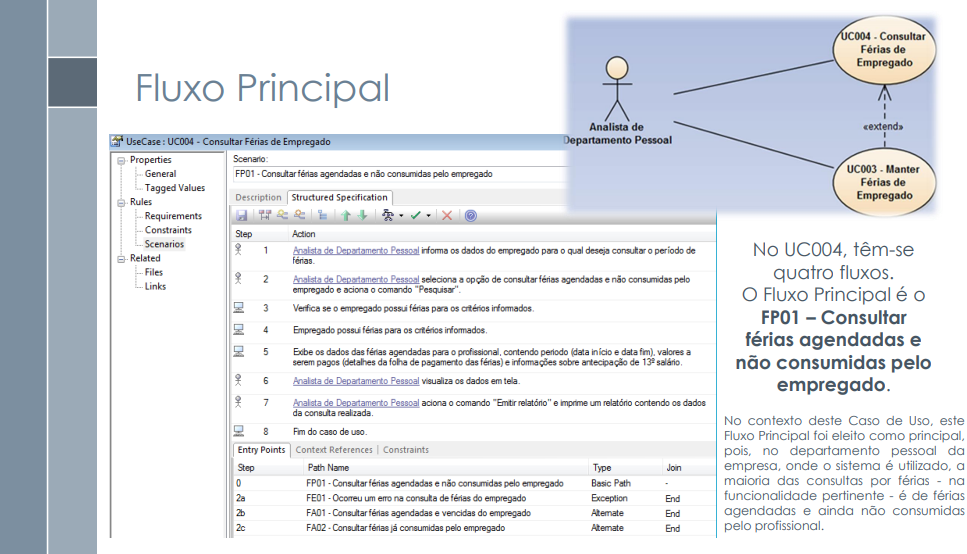 Fluxo Principal
UC004 - Consultar
Férias de
Empregado
Analista de
Departamento Pessoal
«extend»
UC003 - Manter
Férias de
Empregado
UseCase : UC004 - Consultar Férias de Empregado
Properties
General
Tagged Values
Rules
Requirements
Constraints
Scenarios
Related
Files
Links
Scenario:
FP01 - Consultar férias agendadas e não consumidas pelo empregado
Description Structured Specification
Step Action
1 Analista de Departamento Pessoal informa os dados do empregado para o qual deseja consultar o período de
férias.
2 Analista de Departamento Pessoal seleciona a opção de consultar férias agendadas e não consumidas pelo
empregado e aciona o comando "Pesquisar".
3 Verifica se o empregado possui férias para os critérios informados.
4 Empregado possui férias para os critérios informados.
5 Exibe os dados das férias agendadas para o profissional, contendo periodo (data início e data fim), valores a
serem pagos (detalhes da folha de pagamento das férias) e informações sobre antecipação de 13º salário.
6 Analista de Departamento Pessoal visualiza os dados em tela.
7 Analista de Departamento Pessoal aciona o comando "Emitir relatório" e imprime um relatório contendo os dados
da consulta realizada.
8 Fim do caso de uso.
Entry Points Context References Constraints
Step Path Name Type Join
0 FP01 - Consultar férias agendadas e não consumidas pelo empregado Basic Path -
2a FE01 - Ocorreu um erro na consulta de férias do empregado Exception End
2b FA01 - Consultar férias agendadas e vencidas do empregado Alternate End
2c FA02 - Consultar férias já consumidas pelo empregado Alternate End
No UC004, têm-se
quatro fluxos.
O Fluxo Principal é o
FP01 – Consultar
férias agendadas e
não consumidas pelo
empregado.
No contexto deste Caso de Uso, este
Fluxo Principal foi eleito como principal,
pois, no departamento pessoal da
empresa, onde o sistema é utilizado, a
maioria das consultas por férias - na
funcionalidade pertinente - é de férias
agendadas e ainda não consumidas
pelo profissional.